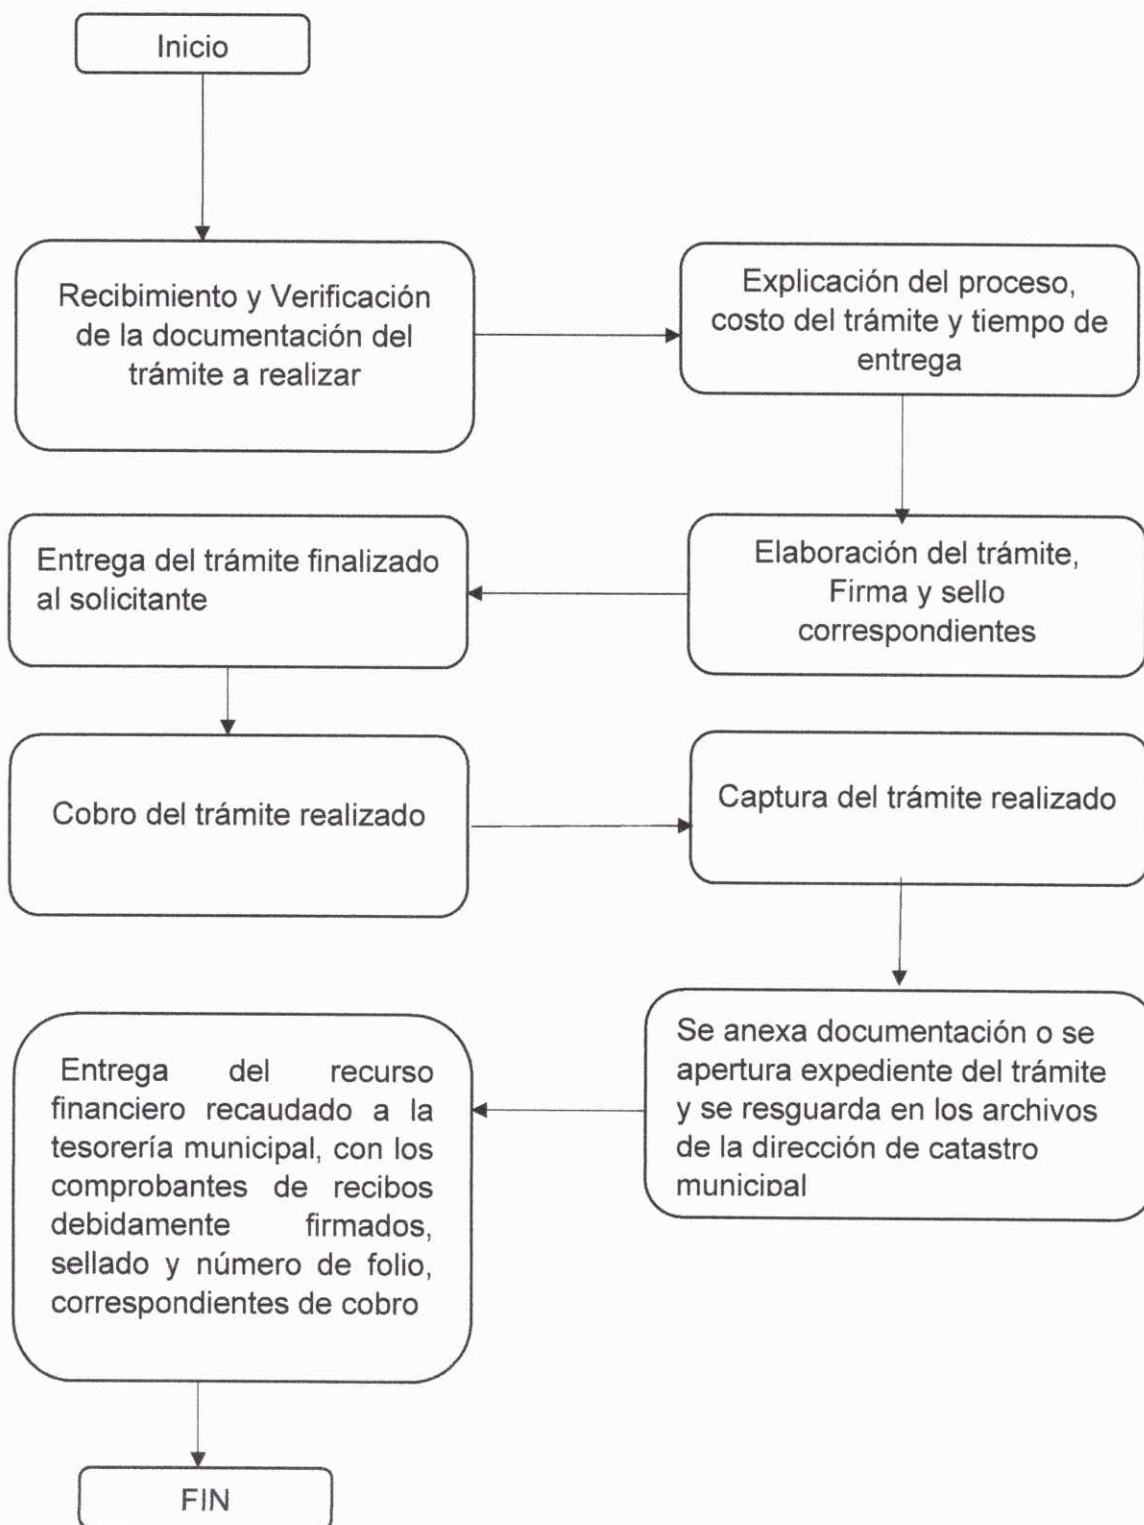 Inicio
Recibimiento y Verificación
de la documentación del
trámite a realizar
Explicación del proceso,
costo del trámite y tiempo de
entrega
Elaboración del trámite,
Firma y sello
correspondientes
Entrega del trámite finalizado
al solicitante
Cobro del trámite realizado
Captura del trámite realizado
Se anexa documentación o se
apertura expediente del trámite
y se resguarda en los archivos
de la dirección de catastro
municipal
Entrega del recurso
financiero recaudado a la
tesorería municipal, con los
comprobantes de recibos
debidamente firmados,
sellado y número de folio,
correspondientes de cobro
FIN